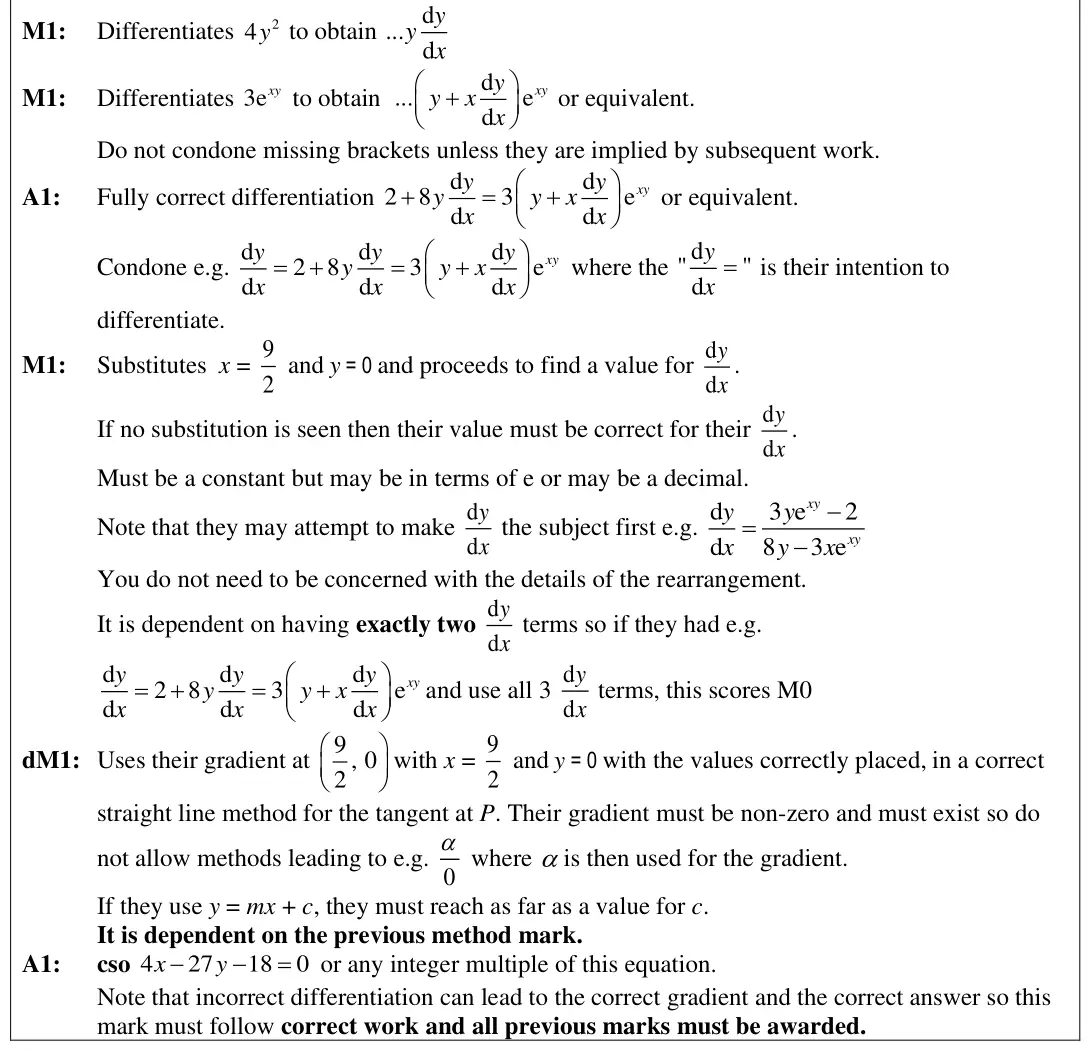 M1: Differentiates 4y² to obtain ...y dy/dx
M1: Differentiates 3e^{xy} to obtain ...(y + x dy/dx)e^{xy} or equivalent.
Do not condone missing brackets unless they are implied by subsequent work.
A1: Fully correct differentiation 2 + 8y dy/dx = 3(y + x dy/dx)e^{xy} or equivalent.
Condone e.g. dy/dx = 2 + 8y dy/dx = 3(y + x dy/dx)e^{xy} where the "dy/dx =" is their intention to
differentiate.
M1: Substitutes x = 9/2 and y = 0 and proceeds to find a value for dy/dx.
If no substitution is seen then their value must be correct for their dy/dx.
Must be a constant but may be in terms of e or may be a decimal.
Note that they may attempt to make dy/dx the subject first e.g. dy/dx = (3ye^{xy} − 2)/(8y − 3xe^{xy})
You do not need to be concerned with the details of the rearrangement.
It is dependent on having exactly two dy/dx terms so if they had e.g.
dy/dx = 2 + 8y dy/dx = 3(y + x dy/dx)e^{xy} and use all 3 dy/dx terms, this scores M0
dM1: Uses their gradient at (9/2, 0) with x = 9/2 and y = 0 with the values correctly placed, in a correct
straight line method for the tangent at P. Their gradient must be non-zero and must exist so do
not allow methods leading to e.g. α/0 where α is then used for the gradient.
If they use y = mx + c, they must reach as far as a value for c.
It is dependent on the previous method mark.
A1: cso 4x − 27y − 18 = 0 or any integer multiple of this equation.
Note that incorrect differentiation can lead to the correct gradient and the correct answer so this
mark must follow correct work and all previous marks must be awarded.